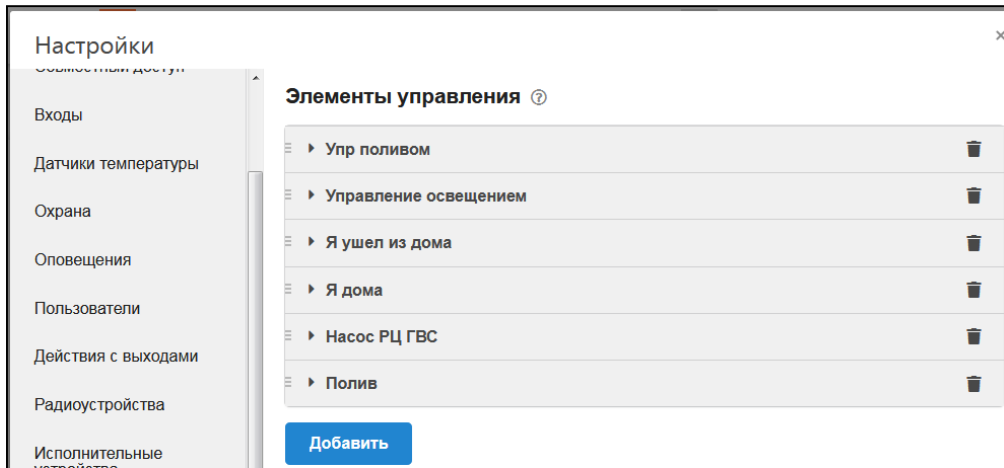 Настройки
Входы
Датчики температуры
Охрана
Оповещения
Пользователи
Действия с выходами
Радиоустройства
Исполнительные
Элементы управления
Упр поливом
Управление освещением
Я ушел из дома
Я дома
Насос РЦ ГВС
Полив
Добавить